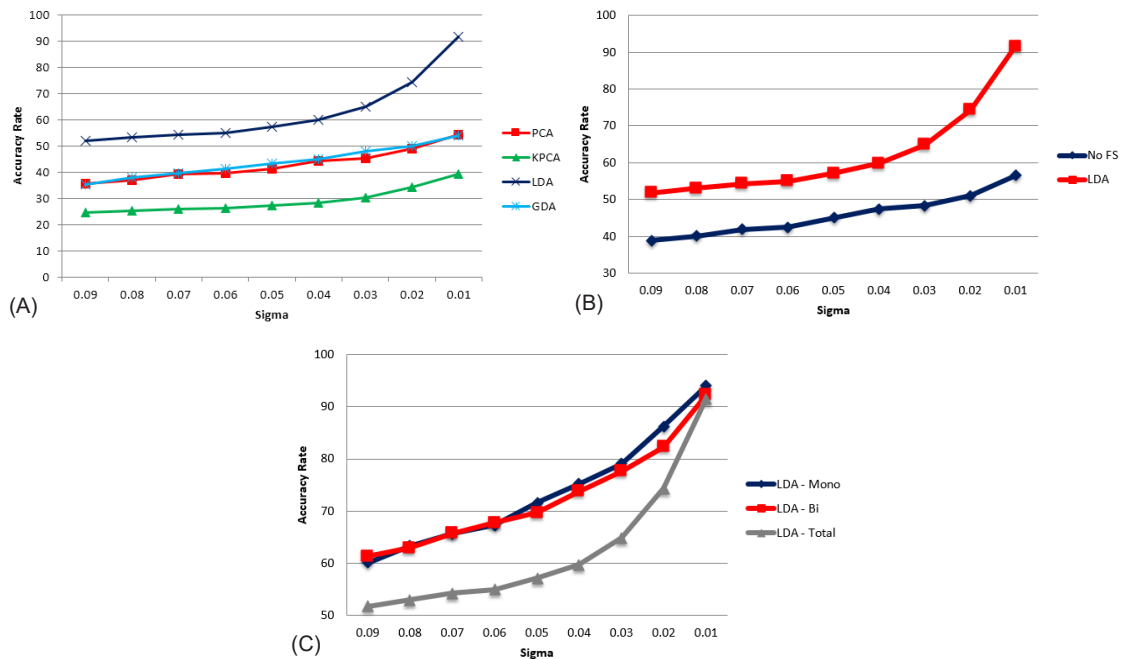 100
90
80
70
60
50
40
30
20
10
0
Accuracy Rate
0.09 0.08 0.07 0.06 0.05 0.04 0.03 0.02 0.01
Sigma
PCA
KPCA
LDA
GDA
(A)
100
90
80
70
60
50
40
30
Accuracy Rate
0.09 0.08 0.07 0.06 0.05 0.04 0.03 0.02 0.01
Sigma
No FS
LDA
(B)
100
90
80
70
60
50
Accuracy Rate
0.09 0.08 0.07 0.06 0.05 0.04 0.03 0.02 0.01
Sigma
LDA - Mono
LDA - Bi
LDA - Total
(C)